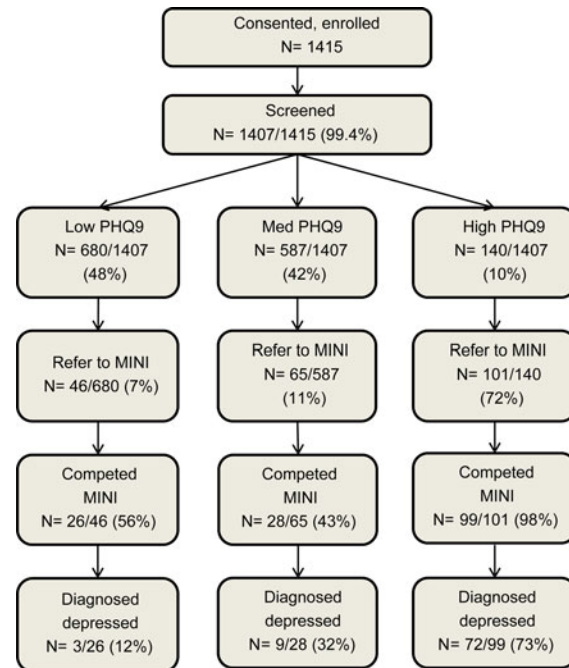 Consented, enrolled
N= 1415
Screened
N= 1407/1415 (99.4%)
Low PHQ9
N= 680/1407
(48%)
Med PHQ9
N= 587/1407
(42%)
High PHQ9
N= 140/1407
(10%)
Refer to MINI
N= 46/680 (7%)
Refer to MINI
N= 65/587
(11%)
Refer to MINI
N= 101/140
(72%)
Competed
MINI
N= 26/46 (56%)
Competed
MINI
N= 28/65 (43%)
Competed
MINI
N= 99/101 (98%)
Diagnosed
depressed
N= 3/26 (12%)
Diagnosed
depressed
N= 9/28 (32%)
Diagnosed
depressed
N= 72/99 (73%)